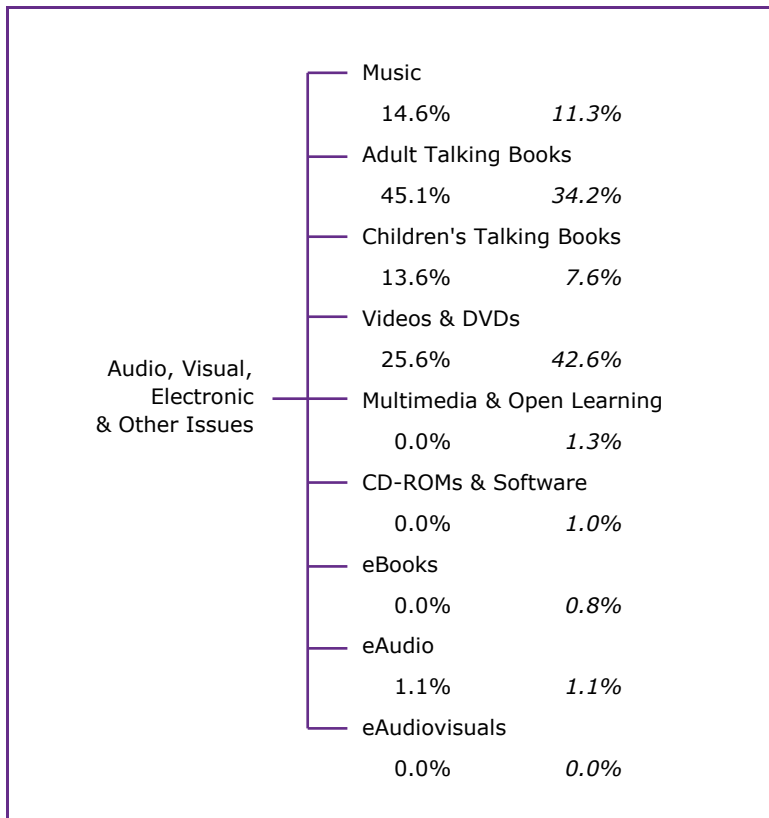 Music
14.6% 11.3%
Adult Talking Books
45.1% 34.2%
Children's Talking Books
13.6% 7.6%
Videos & DVDs
25.6% 42.6%
Audio, Visual,
Electronic
& Other Issues
Multimedia & Open Learning
0.0% 1.3%
CD-ROMs & Software
0.0% 1.0%
eBooks
0.0% 0.8%
eAudio
1.1% 1.1%
eAudiovisuals
0.0% 0.0%